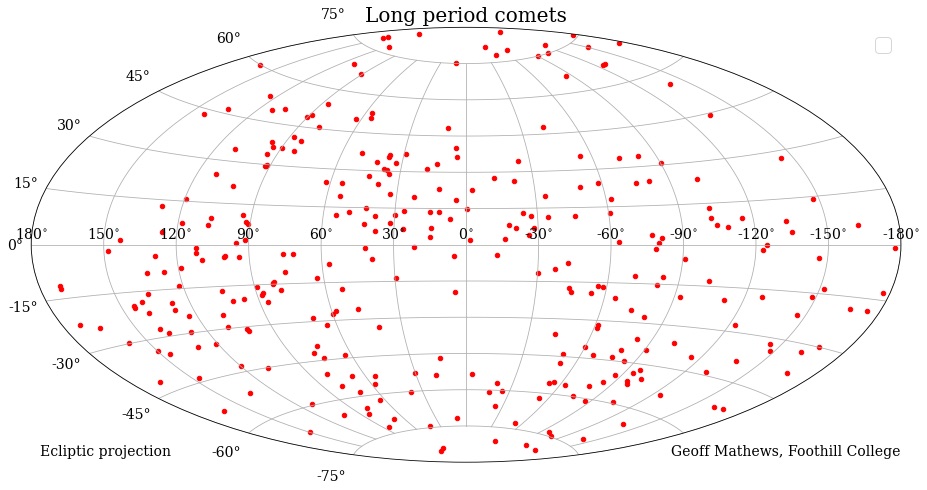 Long period comets
75°
60°
45°
30°
15°
180° 150° 120° 90° 60° 30° 0° -30° -60° -90° -120° -150° -180°
0°
-15°
-30°
-45°
-60°
-75°
Ecliptic projection
Geoff Mathews, Foothill College